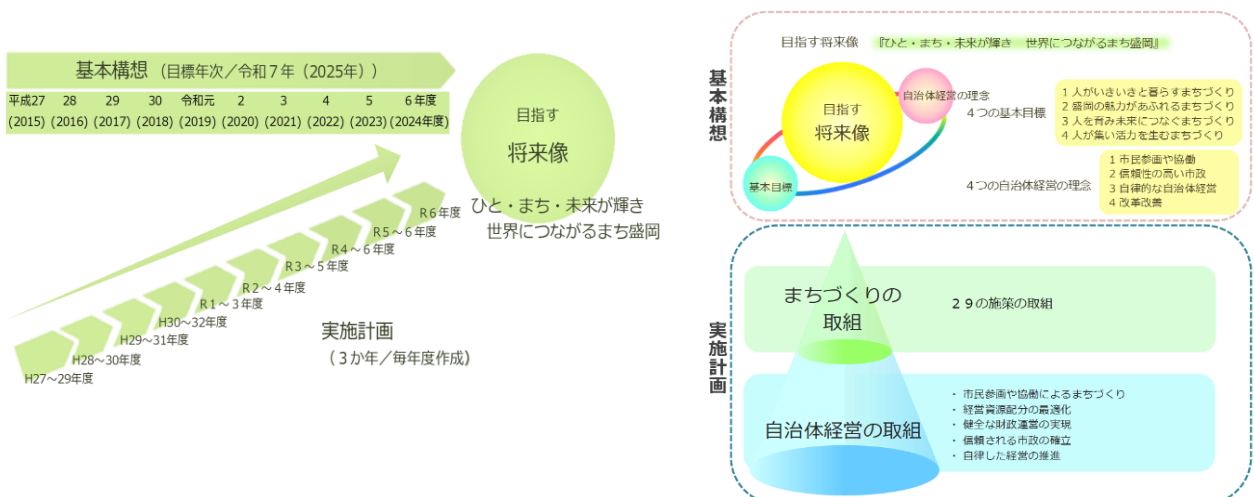 基本構想 （目標年次／令和７年（2025年））
平成27 28 29 30 令和元 2 3 4 5 6年度
(2015) (2016) (2017) (2018) (2019) (2020) (2021) (2022) (2023) (2024年度)
目指す
将来像
ひと・まち・未来が輝き
世界につながるまち盛岡
R６年度
R５～６年度
R４～６年度
R３～５年度
R２～４年度
R１～３年度
H30～32年度
H29～31年度
H28～30年度
H27～29年度
実施計画
（３か年／毎年度作成）
基本構想
目指す将来像 『ひと・まち・未来が輝き 世界につながるまち盛岡』
目指す
将来像
自治体経営の理念
基本目標
４つの基本目標
1 人がいきいきと暮らすまちづくり
2 盛岡の魅力があふれるまちづくり
3 人を育み未来につなぐまちづくり
4 人が集い活力を生むまちづくり
４つの自治体経営の理念
1 市民参画や協働
2 信頼性の高い市政
3 自律的な自治体経営
4 改革改善
実施計画
まちづくりの
取組
２９の施策の取組
自治体経営の取組
・ 市民参画や協働によるまちづくり
・ 経営資源配分の最適化
・ 健全な財政運営の実現
・ 信頼される市政の確立
・ 自律した経営の推進